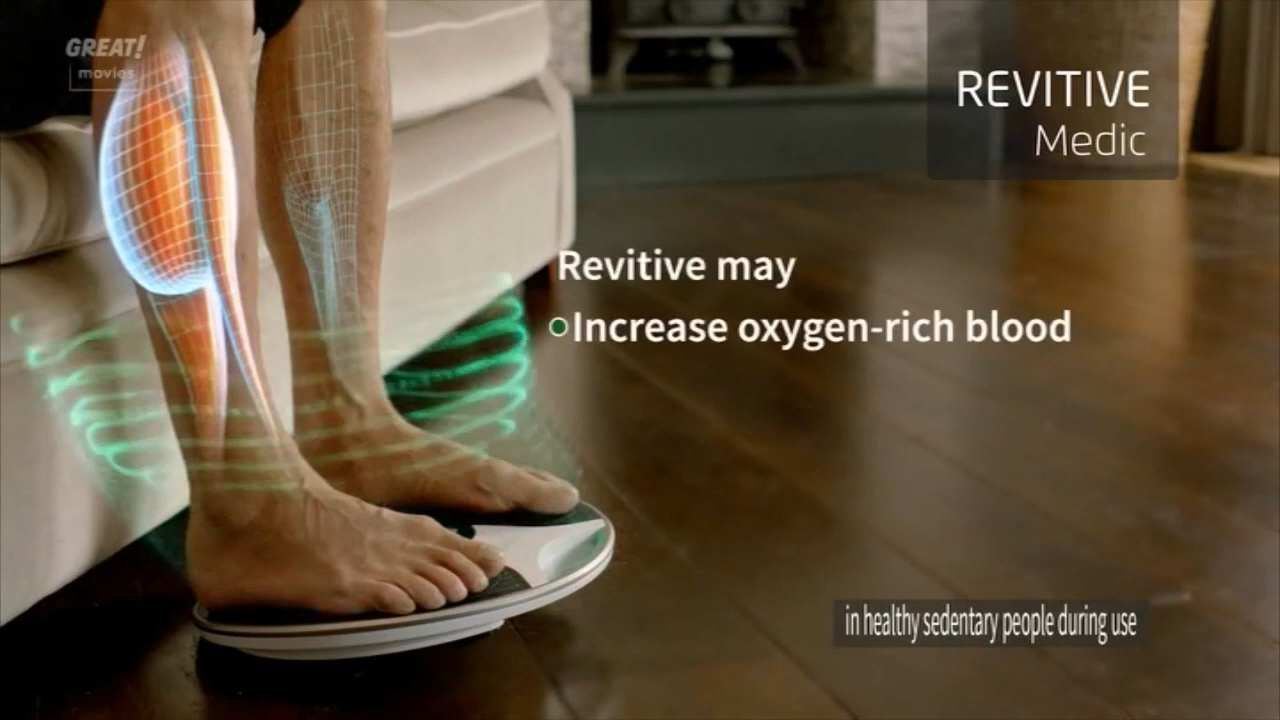 GREAT!
movies
REVITIVE
Medic
Revitive may
Increase oxygen-rich blood
in healthy sedentary people during use